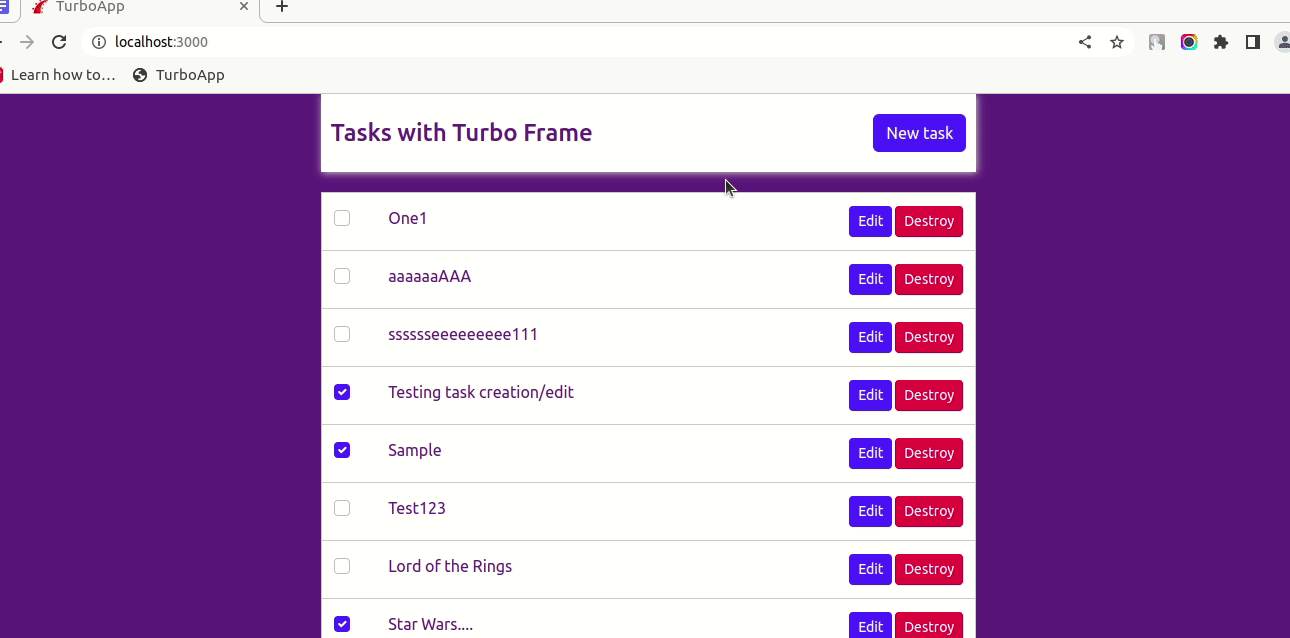 TurboApp
localhost:3000
Learn how to…
TurboApp
Tasks with Turbo Frame
New task
One1
Edit
Destroy
aaaaaaAAA
Edit
Destroy
sssssseeeeeeeee111
Edit
Destroy
Testing task creation/edit
Edit
Destroy
Sample
Edit
Destroy
Test123
Edit
Destroy
Lord of the Rings
Edit
Destroy
Star Wars....
Edit
Destroy